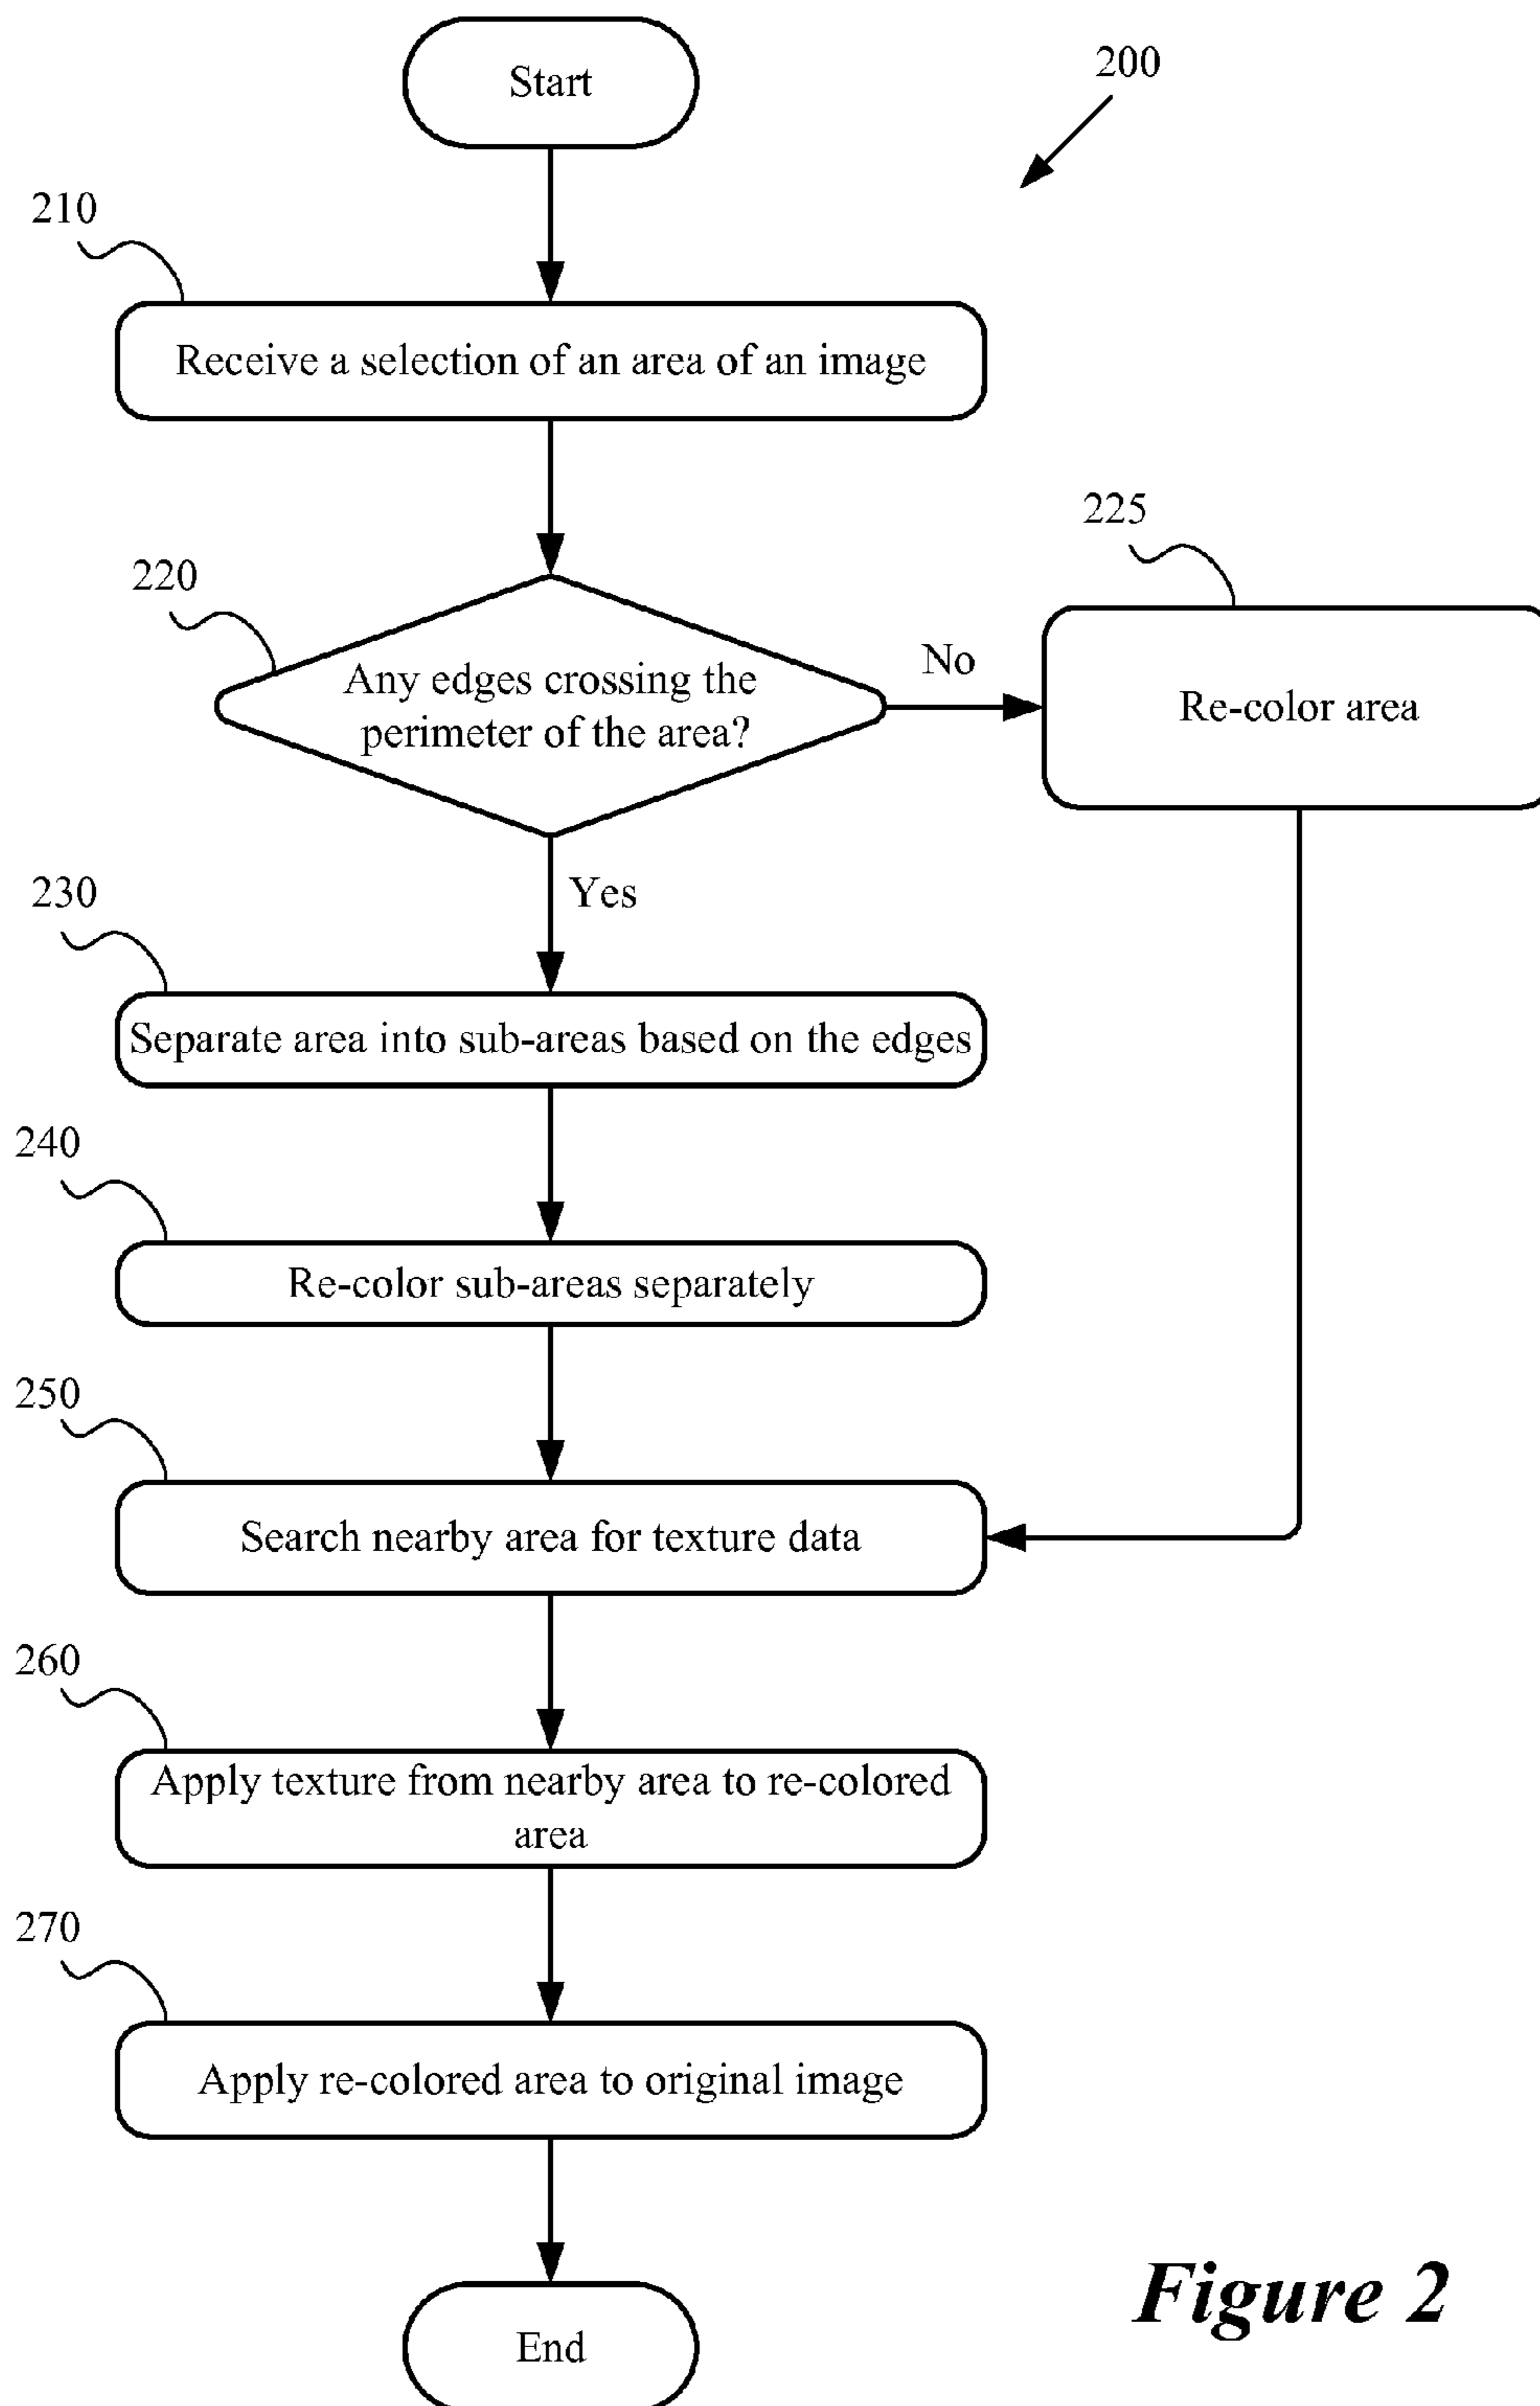 Start
200
210
Receive a selection of an area of an image
225
220
No
Any edges crossing the
perimeter of the area?
Re-color area
Yes
230
Separate area into sub-areas based on the edges
240
Re-color sub-areas separately
250
Search nearby area for texture data
260
Apply texture from nearby area to re-colored
area
270
Apply re-colored area to original image
Figure 2
End